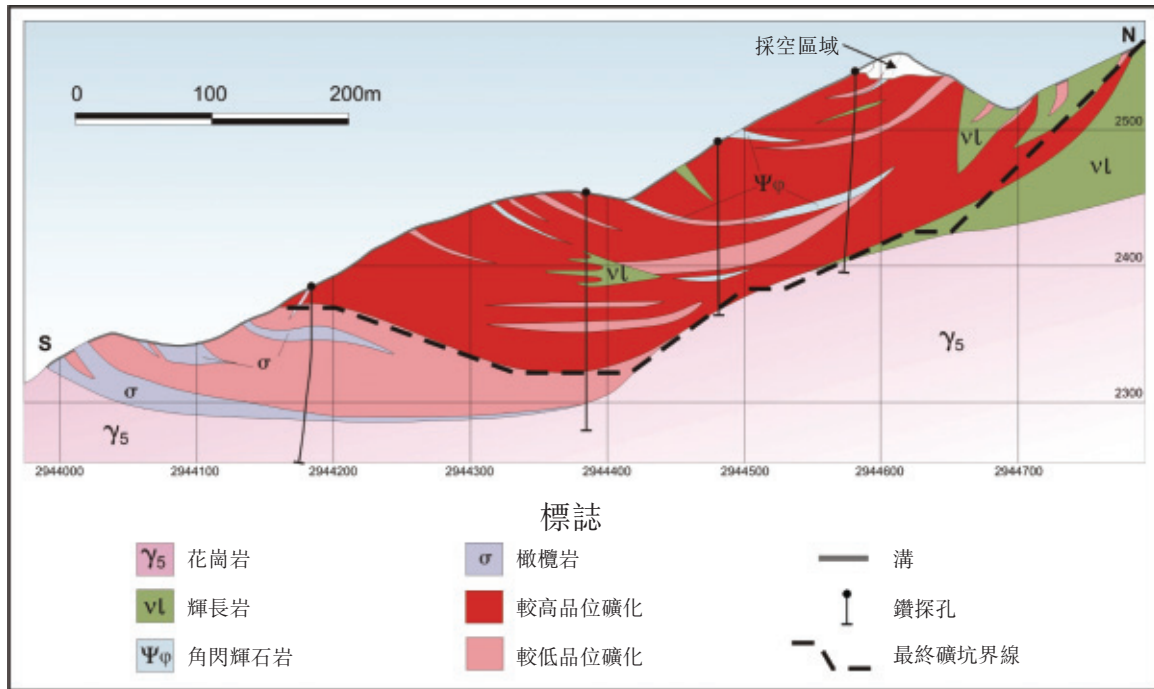 採空區域
N
0 100 200m
2500
νι
νι
Ψφ
2400
νι
S
σ
γ5
σ
2300
γ5
2944000 2944100 2944200 2944300 2944400 2944500 2944600 2944700
標誌
γ5 花崗岩
σ 橄欖岩
溝
νι 輝長岩
較高品位礦化
鑽探孔
Ψφ 角閃輝石岩
較低品位礦化
最終礦坑界線